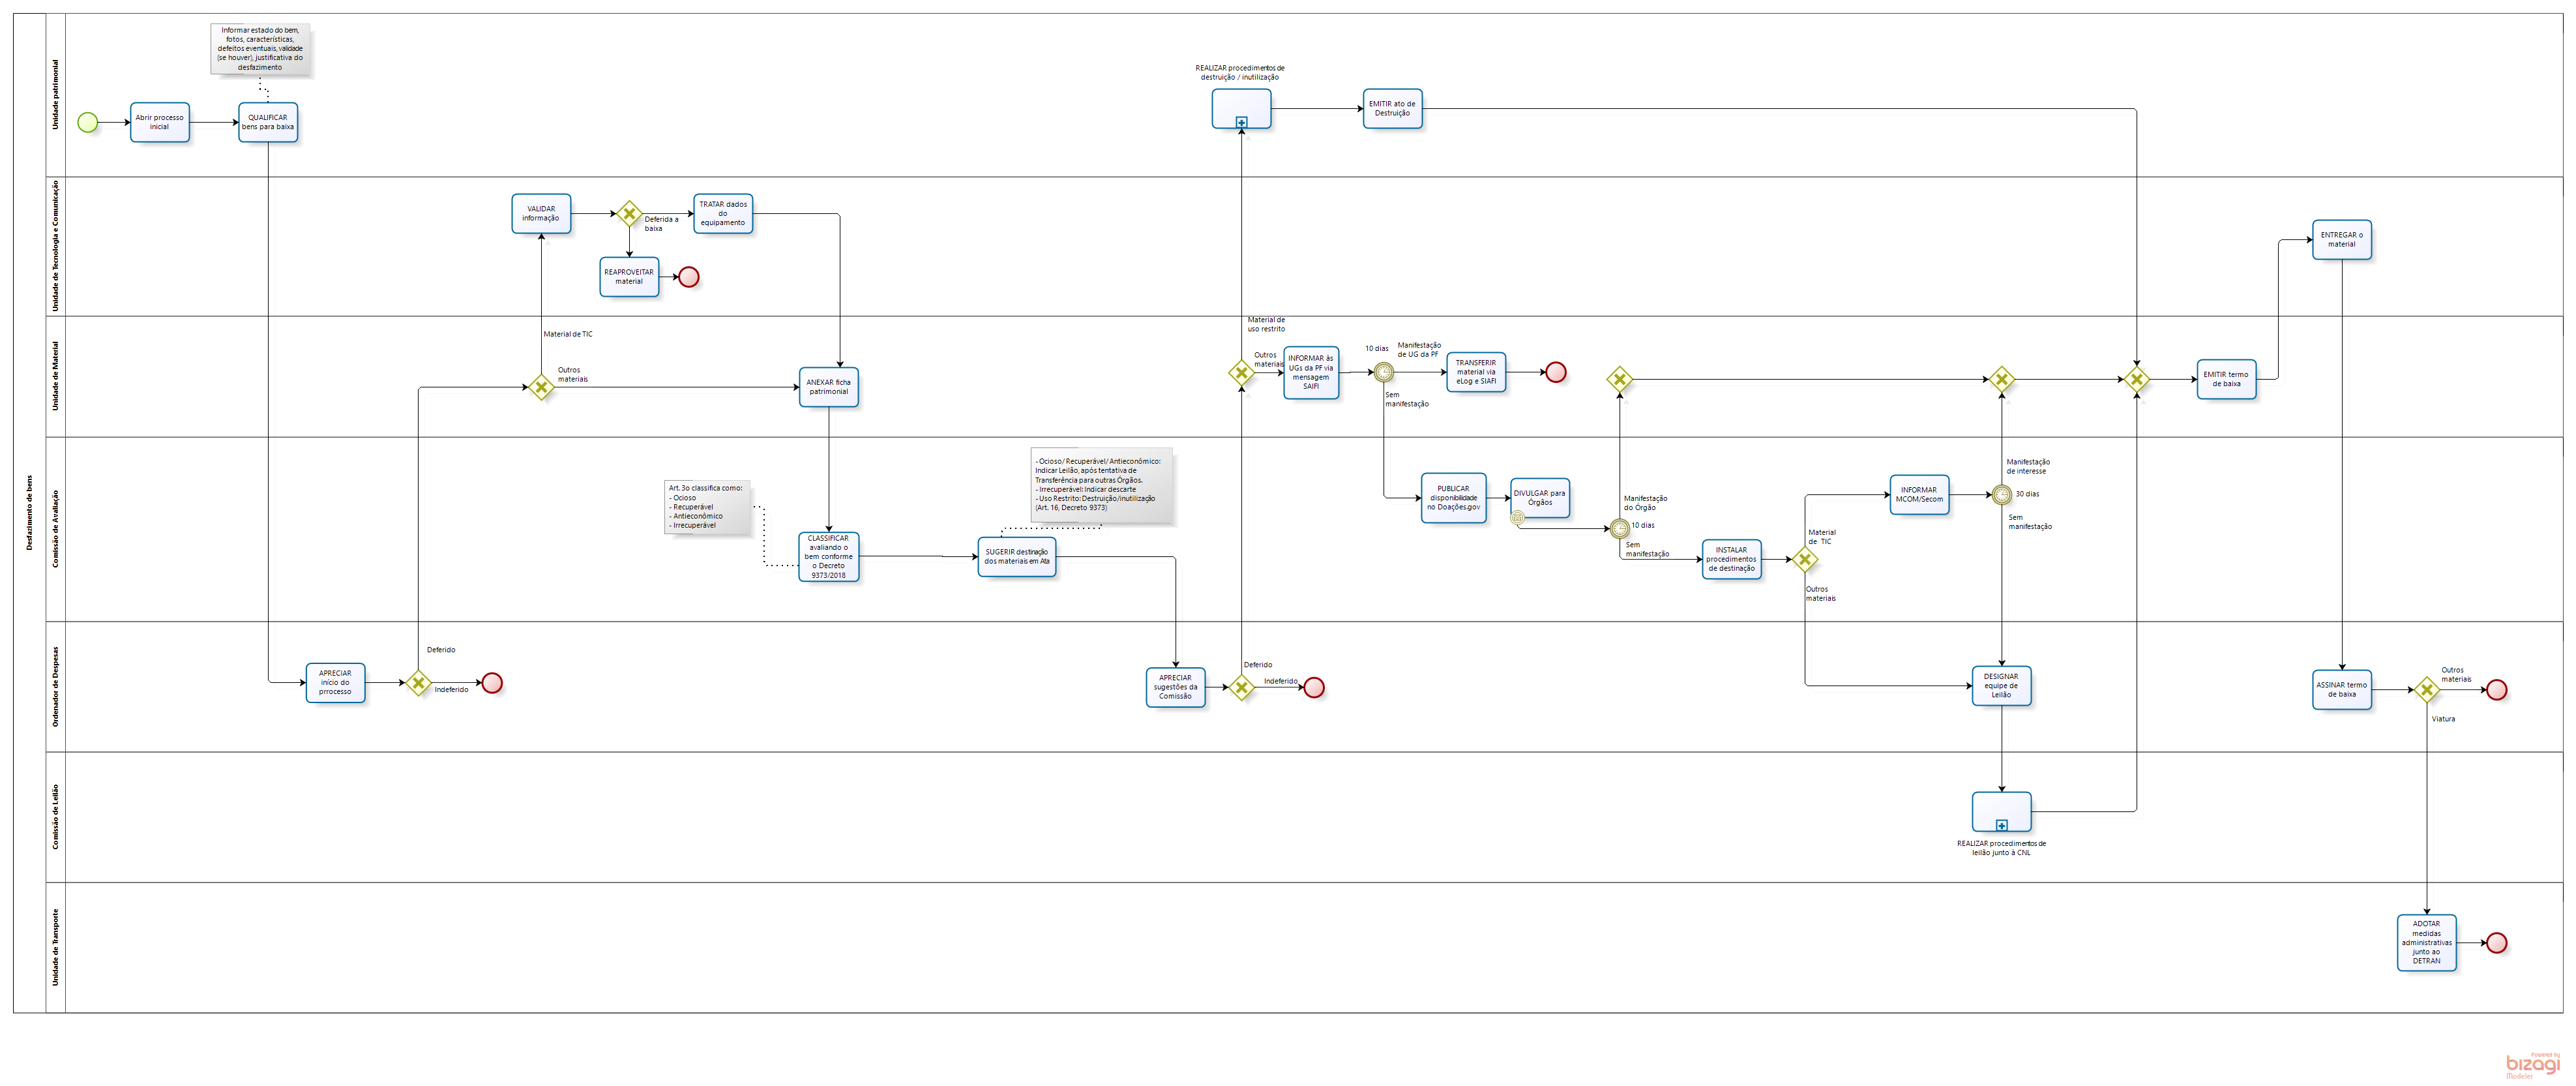 Desfazimento de bens
Unidade patrimonial
Informar estado do bem,
fotos, características,
defeitos eventuais, validade
(se houver), justificativa do
desfazimento
Abrir processo
inicial
QUALIFICAR
bens para baixa
REALIZAR procedimentos de
destruição / inutilização
EMITIR ato de
Destruição
Unidade de Tecnologia e Comunicação
VALIDAR
informação
Deferida a
baixa
TRATAR dados
do
equipamento
REAPROVEITAR
material
ENTREGAR o
material
Unidade de Material
Material de TIC
Outros
materiais
ANEXAR ficha
patrimonial
Material de
uso restrito
Outros
materiais
INFORMAR às
UGs da PF via
mensagem
SAIFI
10 dias
Manifestação
de UG da PF
Sem
manifestação
TRANSFERIR
material via
eLog e SIAFI
EMITIR termo
de baixa
Comissão de Avaliação
Art. 3o classifica como:
- Ocioso
- Recuperável
- Antieconômico
- Irrecuperável
CLASSIFICAR
avaliando o
bem conforme
o Decreto
9373/2018
- Ocioso/ Recuperável/ Antieconômico:
Indicar Leilão, após tentativa de
Transferência para outras Órgãos.
- Irrecuperável: Indicar descarte
- Uso Restrito: Destruição/inutilização
(Art. 16, Decreto 9373)
SUGERIR destinação
dos materiais em Ata
PUBLICAR
disponibilidade
no Doações.gov
DIVULGAR para
Órgãos
Manifestação
do Órgão
10 dias
Sem
manifestação
INSTALAR
procedimentos
de destinação
Material
de TIC
Outros
materiais
INFORMAR
MCOM/Secom
Manifestação
de interesse
30 dias
Sem
manifestação
Ordenador de Despesas
APRECIAR
início do
prrocesso
Deferido
Indeferido
APRECIAR
sugestões da
Comissão
Deferido
Indeferido
DESIGNAR
equipe de
Leilão
ASSINAR termo
de baixa
Outros
materiais
Viatura
Comissão de Leilão
REALIZAR procedimentos de
leilão junto à CNL
Unidade de Transporte
ADOTAR
medidas
administrativas
junto ao
DETRAN
Powered by
bizagi
Modeler